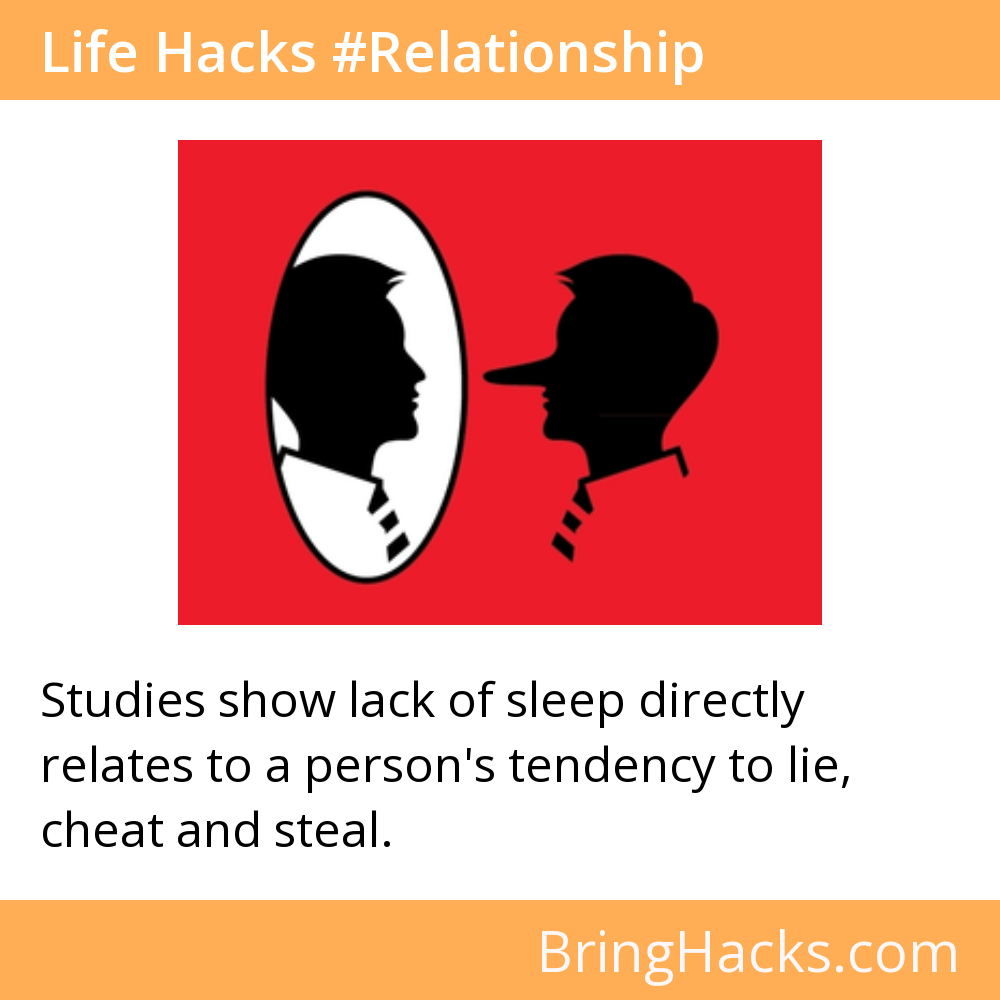 Life Hacks #Relationship
Studies show lack of sleep directly
relates to a person's tendency to lie,
cheat and steal.
BringHacks.com